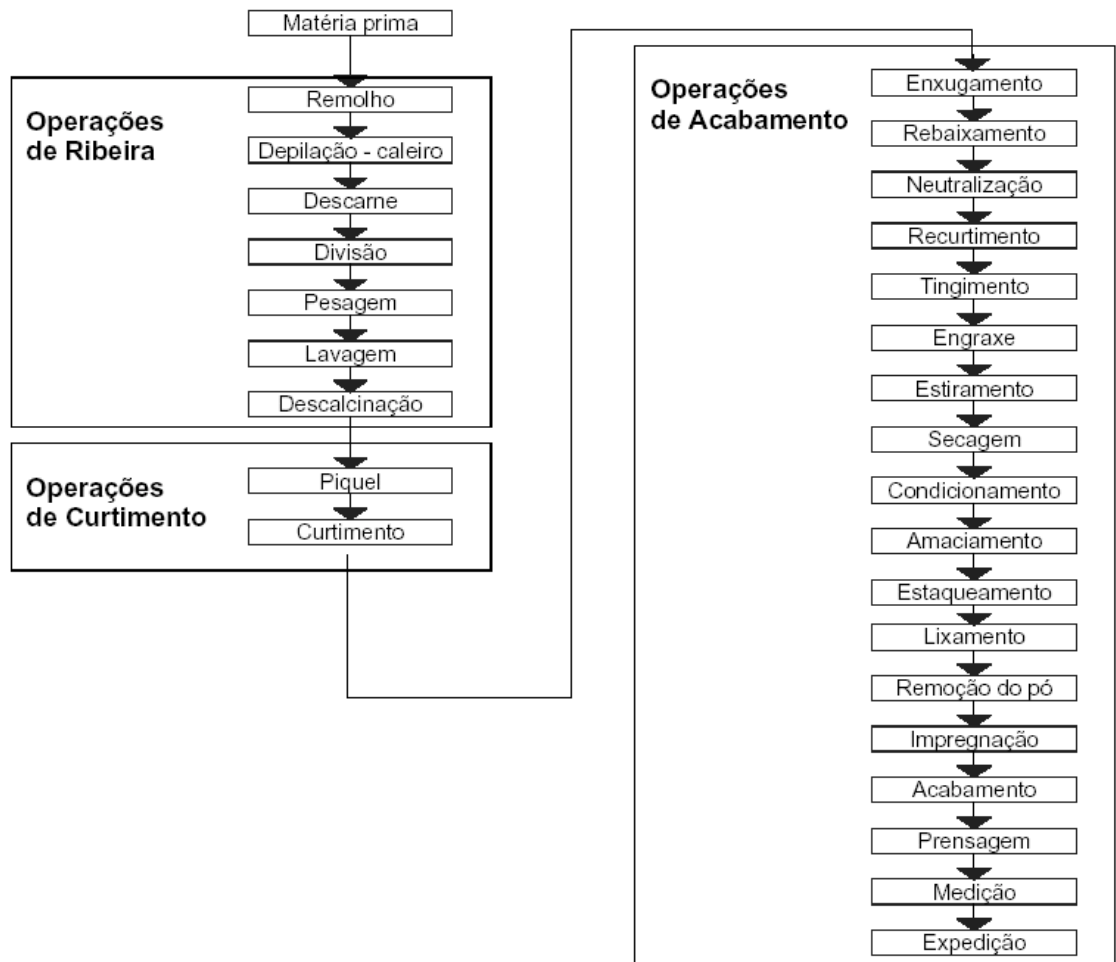 Matéria prima
Operações
de Ribeira
Remolho
Depilação - caleiro
Descarne
Divisão
Pesagem
Lavagem
Descalcinação
Operações
de Curtimento
Piquel
Curtimento
Operações
de Acabamento
Enxugamento
Rebaixamento
Neutralização
Recurtimento
Tingimento
Engraxe
Estiramento
Secagem
Condicionamento
Amaciamento
Estaqueamento
Lixamento
Remoção do pó
Impregnação
Acabamento
Prensagem
Medição
Expedição